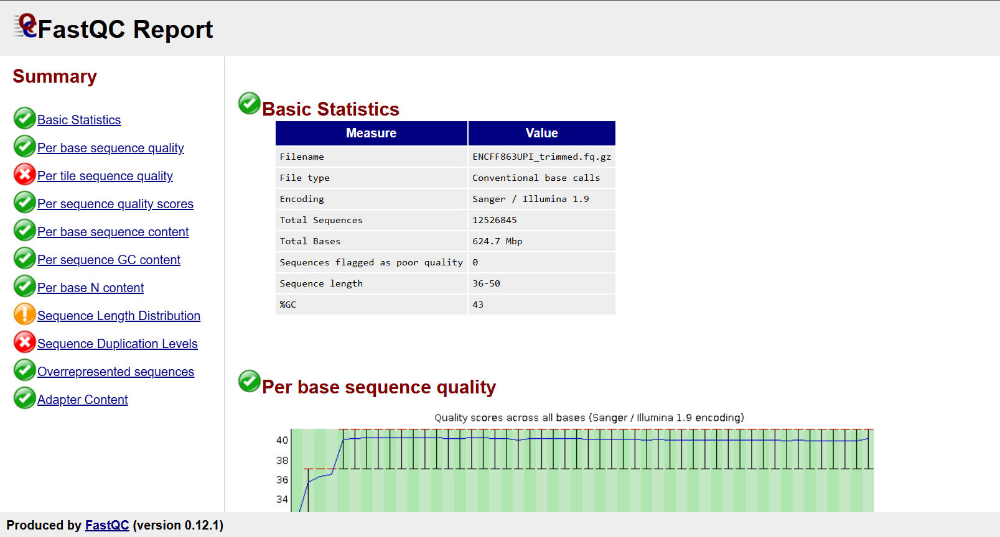 FastQC Report
Summary
Basic Statistics
Per base sequence quality
Per tile sequence quality
Per sequence quality scores
Per base sequence content
Per sequence GC content
Per base N content
Sequence Length Distribution
Sequence Duplication Levels
Overrepresented sequences
Adapter Content
Basic Statistics
Measure Value
Filename ENCFF863UPI_trimmed.fq.gz
File type Conventional base calls
Encoding Sanger / Illumina 1.9
Total Sequences 12526845
Total Bases 624.7 Mbp
Sequences flagged as poor quality 0
Sequence length 36-50
%GC 43
Per base sequence quality
Quality scores across all bases (Sanger / Illumina 1.9 encoding)
40
38
36
34
Produced by FastQC (version 0.12.1)